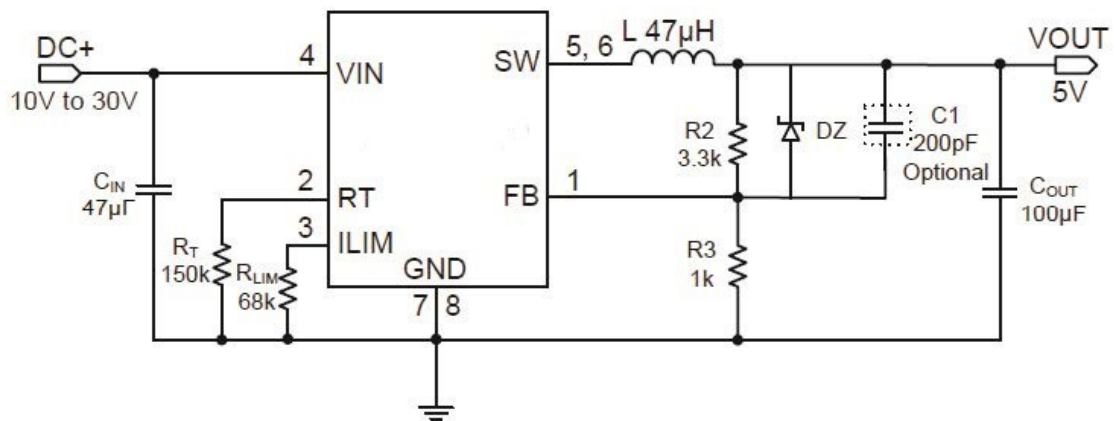 DC+
10V to 30V
CIN
47µF
4
VIN
2
RT
3
ILIM
RT
150k
RLIM
68k
GND
7
8
SW
5, 6
L 47µH
FB
1
R2
3.3k
DZ
C1
200pF
Optional
R3
1k
VOUT
5V
COUT
100µF